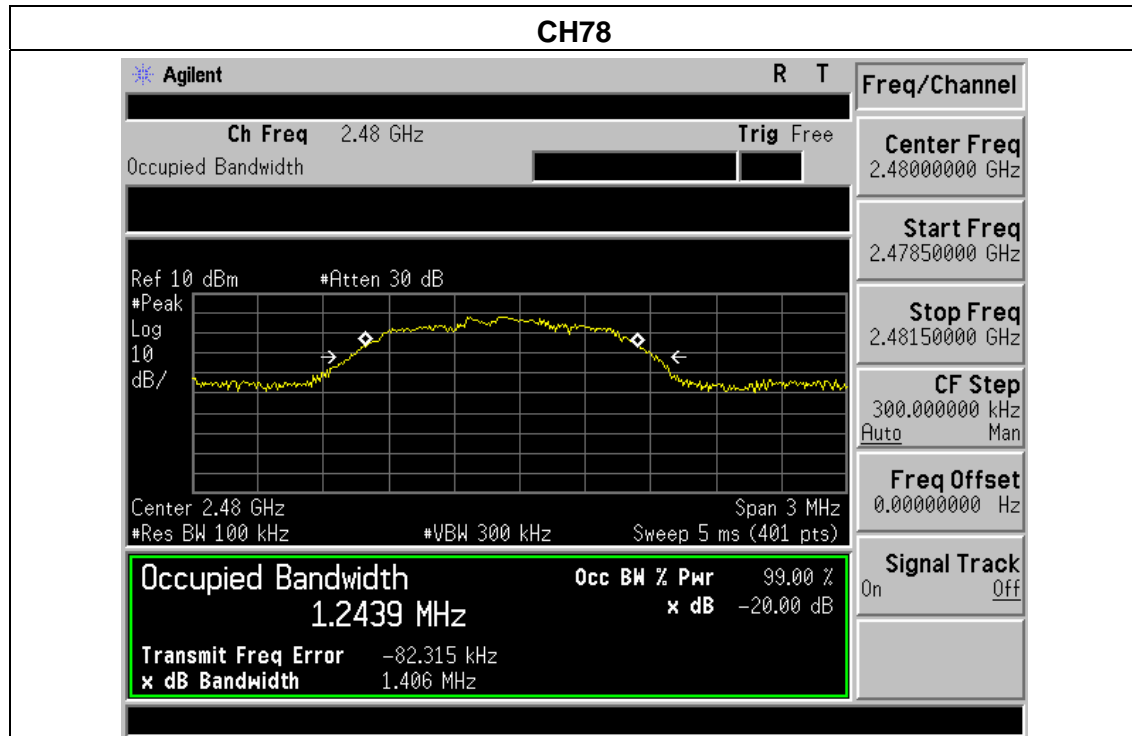 CH78
Agilent R T
Ch Freq 2.48 GHz Trig Free
Occupied Bandwidth
Ref 10 dBm #Atten 30 dB
#Peak
Log
10
dB/
Center 2.48 GHz Span 3 MHz
#Res BW 100 kHz #VBW 300 kHz Sweep 5 ms (401 pts)
Occupied Bandwidth Occ BW % Pwr 99.00 %
1.2439 MHz x dB -20.00 dB
Transmit Freq Error -82.315 kHz
x dB Bandwidth 1.406 MHz
Freq/Channel
Center Freq
2.48000000 GHz
Start Freq
2.47850000 GHz
Stop Freq
2.48150000 GHz
CF Step
300.000000 kHz
Auto Man
Freq Offset
0.00000000 Hz
Signal Track
On Off